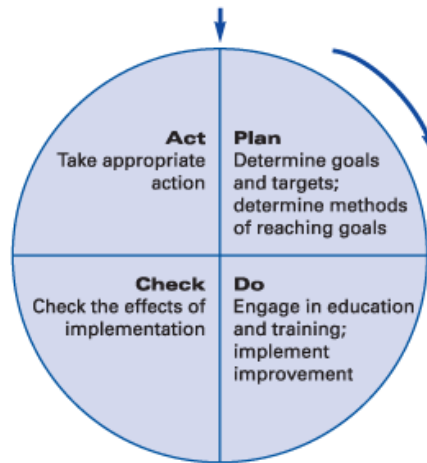 Act
Take appropriate
action
Plan
Determine goals
and targets;
determine methods
of reaching goals
Check
Check the effects of
implementation
Do
Engage in education
and training;
implement
improvement